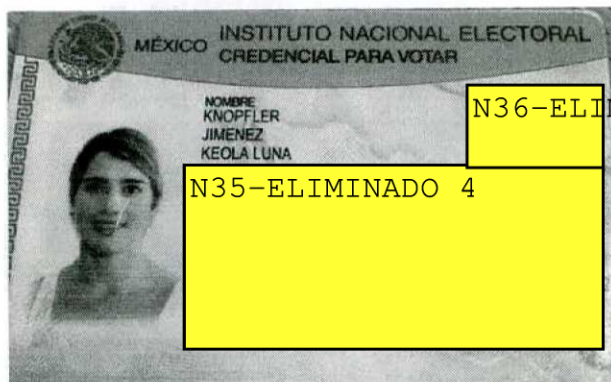 MÉXICO
INSTITUTO NACIONAL ELECTORAL
CREDENCIAL PARA VOTAR
NOMBRE
KNOPFLER
JIMENEZ
KEOLA LUNA
N36-ELI
N35-ELIMINADO 4